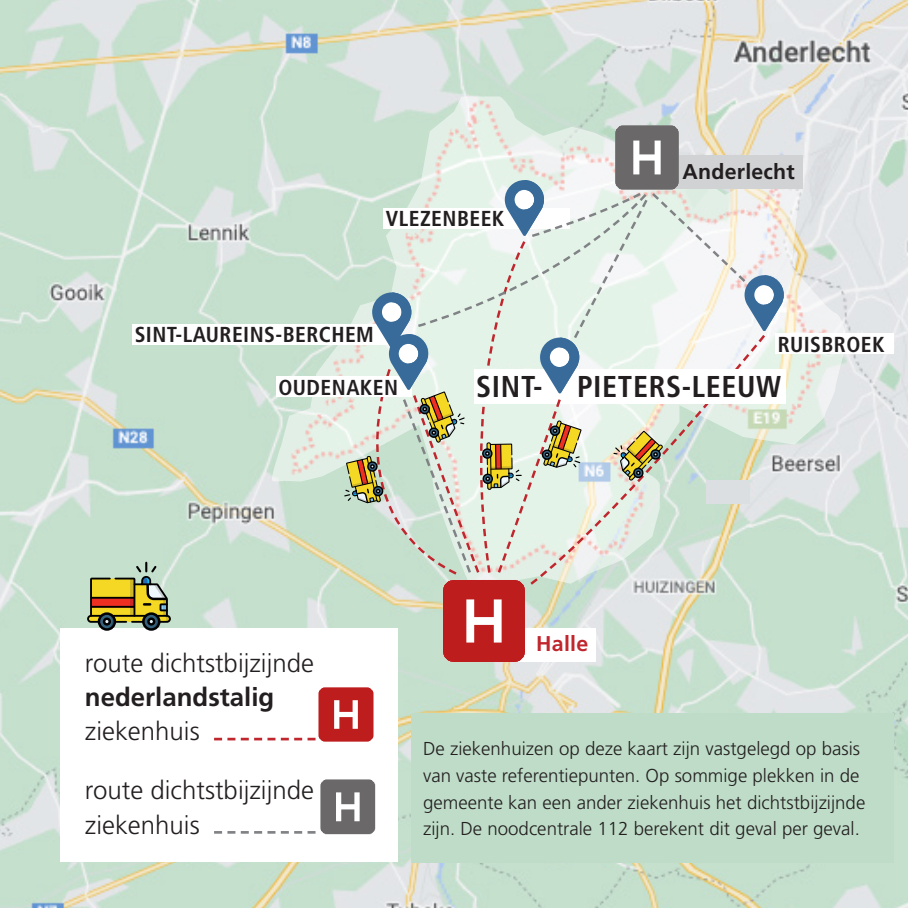 N8
Anderlecht
H
Anderlecht
VLEZENBEEK
Lennik
Gooik
SINT-LAUREINS-BERCHEM
RUISBROEK
OUDENAKEN
SINT- PIETERS-LEEUW
E19
N28
N6
Beersel
Pepingen
HUIZINGEN
H
Halle
route dichtstbijzijnde
nederlandstalig
ziekenhuis
H
route dichtstbijzijnde
ziekenhuis
H
De ziekenhuizen op deze kaart zijn vastgelegd op basis
van vaste referentiepunten. Op sommige plekken in de
gemeente kan een ander ziekenhuis het dichtstbijzijnde
zijn. De noodcentrale 112 berekent dit geval per geval.